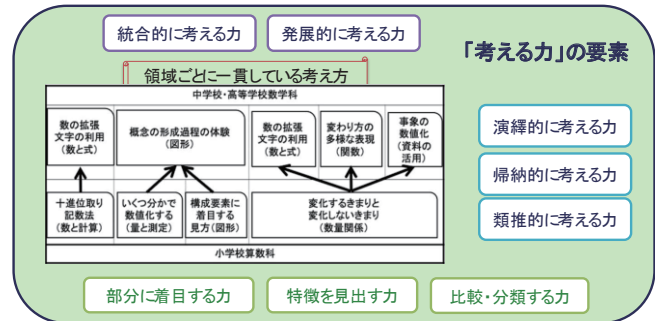 統合的に考える力
発展的に考える力
「考える力」の要素
領域ごとに一貫している考え方
中学校・高等学校数学科
数の拡張
文字の利用
(数と式)
概念の形成過程の体験
(図形)
数の拡張
文字の利用
(数と式)
変わり方の
多様な表現
(関数)
事象の
数値化
(資料の
活用)
十進位取り
記数法
(数と計算)
いくつ分かで
数値化する
(量と測定)
構成要素に
着目する
見方(図形)
変化するきまりと
変化しないきまり
(数量関係)
小学校算数科
演繹的に考える力
帰納的に考える力
類推的に考える力
部分に着目する力
特徴を見出す力
比較・分類する力